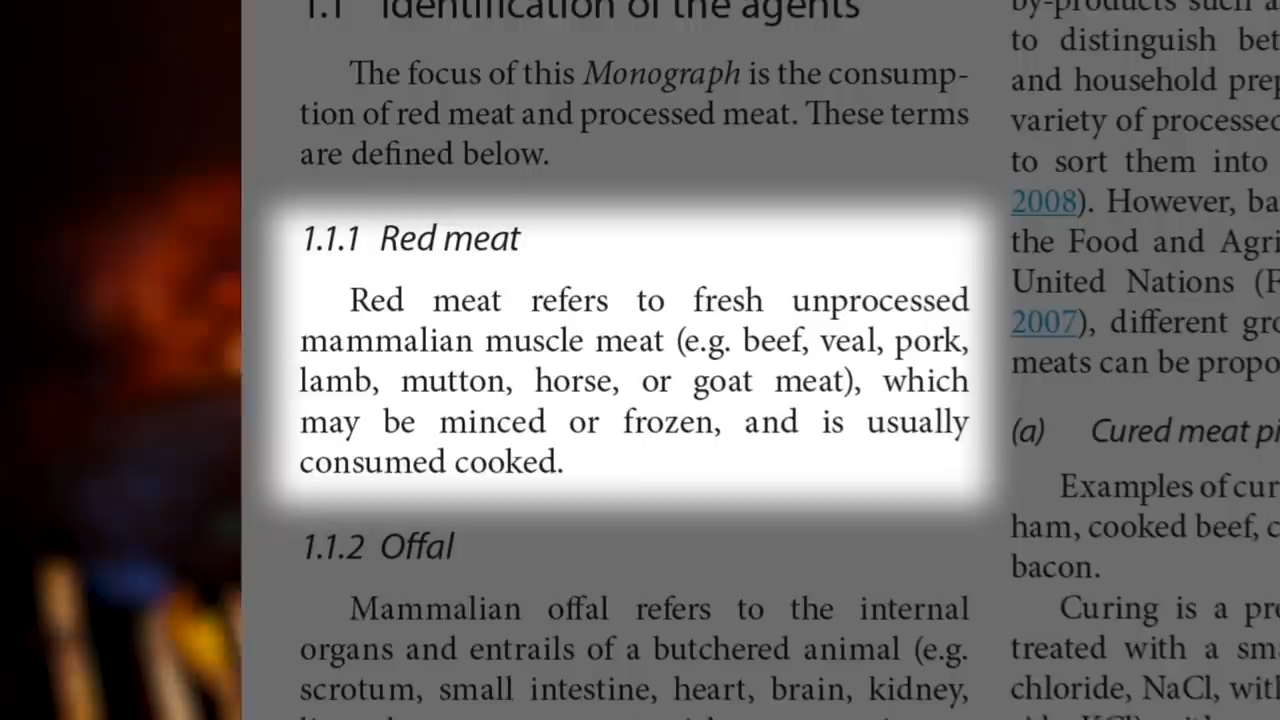 1.1 Identification of the agents
The focus of this Monograph is the consump-
tion of red meat and processed meat. These terms
are defined below.
1.1.1 Red meat
Red meat refers to fresh unprocessed
mammalian muscle meat (e.g. beef, veal, pork,
lamb, mutton, horse, or goat meat), which
may be minced or frozen, and is usually
consumed cooked.
1.1.2 Offal
Mammalian offal refers to the internal
organs and entrails of a butchered animal (e.g.
scrotum, small intestine, heart, brain, kidney,
by-products such
to distinguish
and household
variety of processed
to sort them into
2008). However,
the Food and
United Nations
2007), different
meats can be
(a) Cured meat
Examples of
ham, cooked beef,
bacon.
Curing is a
treated with a
chloride, NaCl,